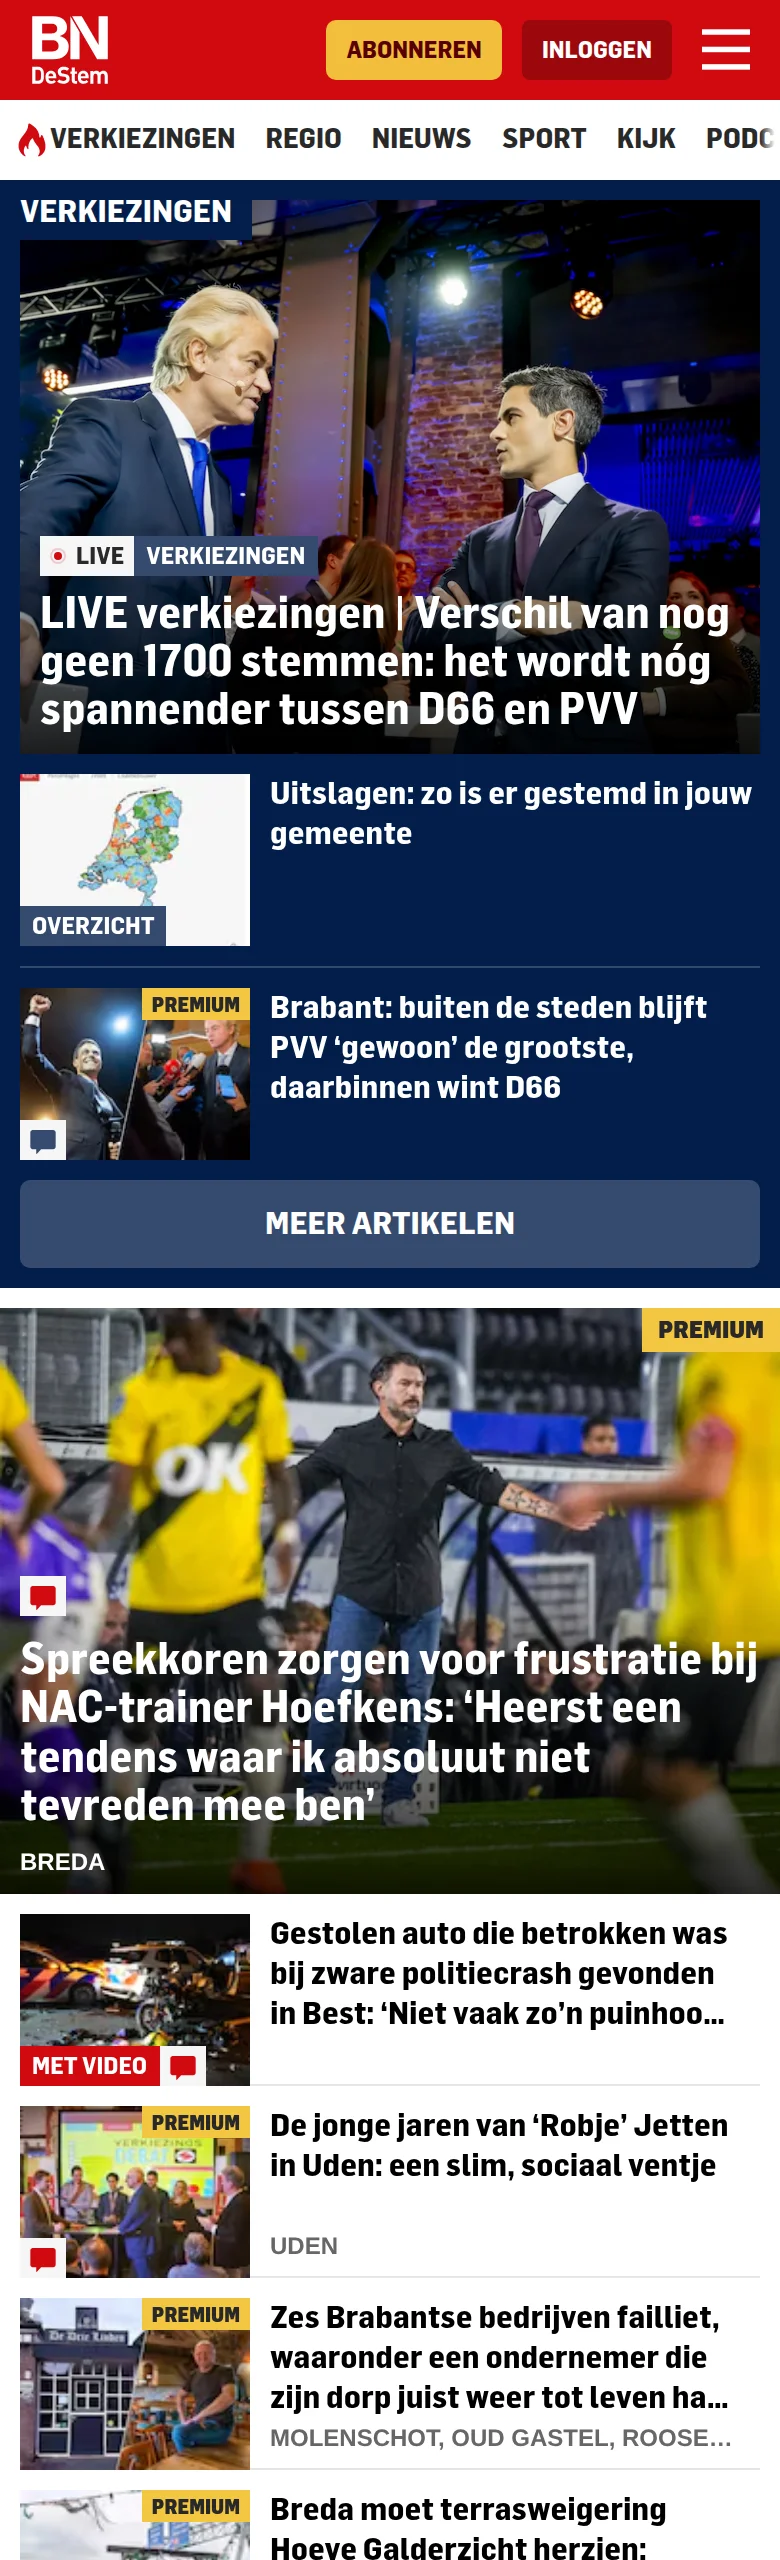 BN
DeStem
ABONNEREN
INLOGGEN
VERKIEZINGEN REGIO NIEUWS SPORT KIJK PODC
VERKIEZINGEN
LIVE VERKIEZINGEN
LIVE verkiezingen | Verschil van nog
geen 1700 stemmen: het wordt nóg
spannender tussen D66 en PVV
Uitslagen: zo is er gestemd in jouw
gemeente
OVERZICHT
PREMIUM
Brabant: buiten de steden blijft
PVV ‘gewoon’ de grootste,
daarbinnen wint D66
MEER ARTIKELEN
PREMIUM
OK
Spreekkoren zorgen voor frustratie bij
NAC-trainer Hoefkens: ‘Heerst een
tendens waar ik absoluut niet
tevreden mee ben’
BREDA
Gestolen auto die betrokken was
bij zware politiecrash gevonden
in Best: ‘Niet vaak zo’n puinhoo...
MET VIDEO
PREMIUM
VERKIEZINGS
DEBAT
De jonge jaren van ‘Robje’ Jetten
in Uden: een slim, sociaal ventje
UDEN
PREMIUM
De Drie Linden
Zes Brabantse bedrijven failliet,
waaronder een ondernemer die
zijn dorp juist weer tot leven ha...
MOLENSCHOT, OUD GASTEL, ROOSE...
PREMIUM
Breda moet terrasweigering
Hoeve Galderzicht herzien: